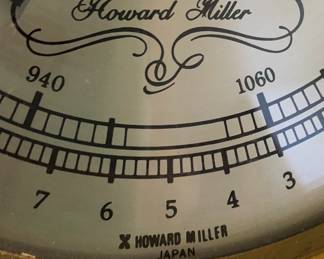 Howard Miller
940 1060
7 6 5 4 3
HOWARD MILLER
JAPAN